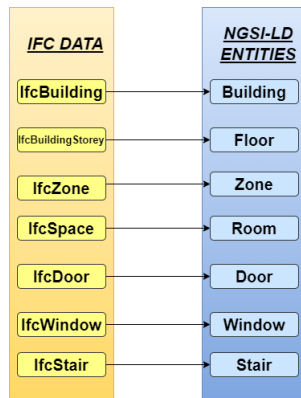 IFC DATA
NGSI-LD
ENTITIES
IfcBuilding
Building
IfcBuildingStorey
Floor
IfcZone
Zone
IfcSpace
Room
IfcDoor
Door
IfcWindow
Window
IfcStair
Stair